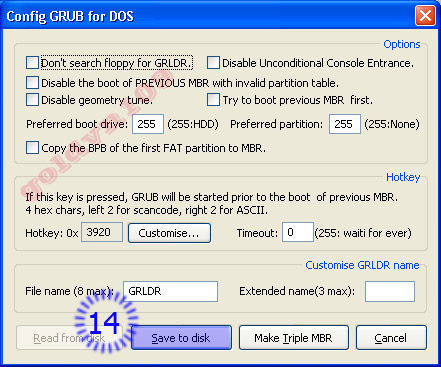 Config GRUB for DOS
Options
Don't search floppy for GRLDR.
Disable Unconditional Console Entrance.
Disable the boot of PREVIOUS MBR with invalid partition table.
Disable geometry tune.
Try to boot previous MBR first.
Preferred boot drive: 255 (255:HDD) Preferred partition: 255 (255:None)
Copy the BPB of the first FAT partition to MBR.
Hotkey
If this key is pressed, GRUB will be started prior to the boot of previous MBR.
4 hex chars, left 2 for scancode, right 2 for ASCII.
Hotkey: 0x 3920 Customise... Timeout: 0 (255: waiti for ever)
Customise GRLDR name
File name (8 max): GRLDR Extended name(3 max):
14
Read from disk Save to disk Make Triple MBR Cancel